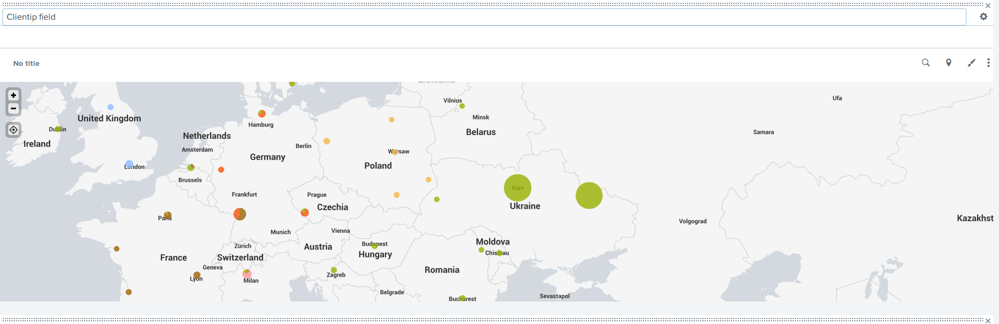 Clientip field
No title
Lithuania
Vilnius
Ufa
Minsk
United Kingdom
Hamburg
Dublin
Netherlands
Belarus
Samara
Ireland
Amsterdam
Berlin
Warsaw
Germany
Poland
London
Brussels
Kiev
Frankfurt
Prague
Czechia
Ukraine
Paris
Volgograd
Kazakhst
Munich
Vienna
Zürich
Austria
Budapest
Moldova
France
Switzerland
Hungary
Chisinau
Geneva
Lyon
Milan
Zagreb
Romania
Belgrade
Bucharest
Sevastapol